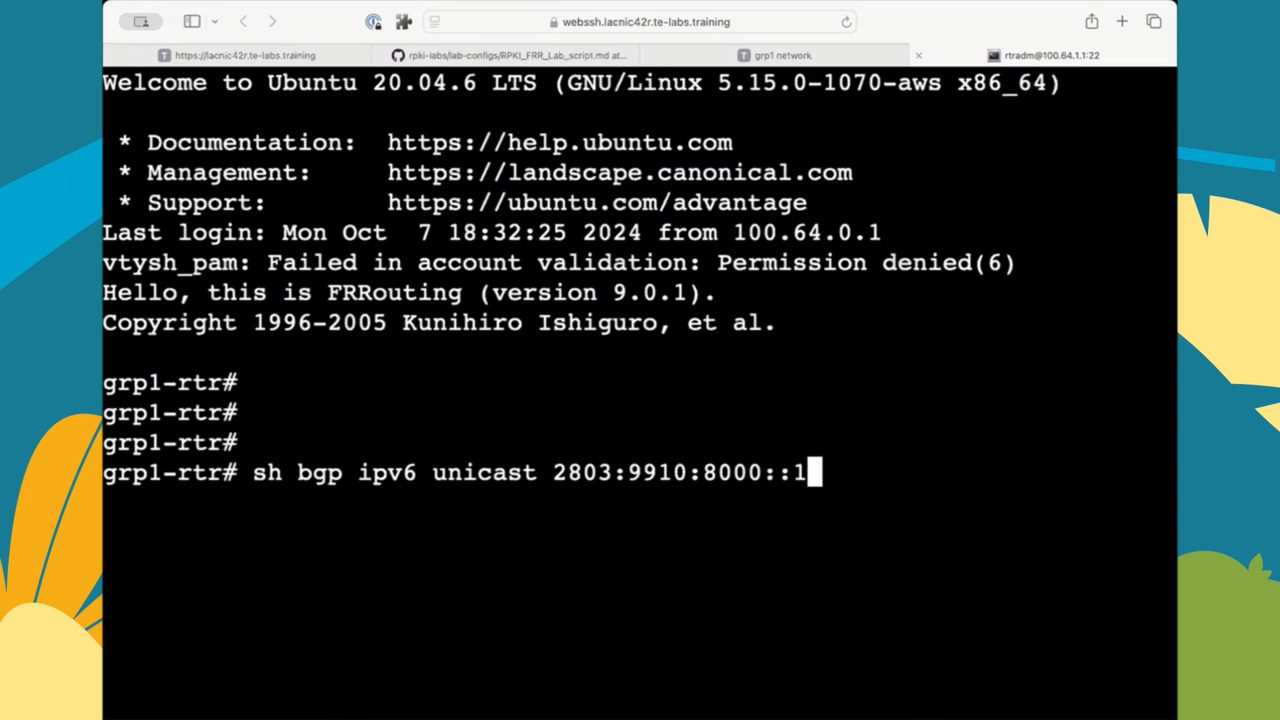 webssh.lacnic42r.te-labs.training
https://lacnic42r.te-labs.training
rpki-labs/lab-configs/RPKI_FRR_Lab_script.md at...
grp1 network
rtradm@100.64.1.1:22
Welcome to Ubuntu 20.04.6 LTS (GNU/Linux 5.15.0-1070-aws x86_64)
* Documentation:  https://help.ubuntu.com
* Management:     https://landscape.canonical.com
* Support:        https://ubuntu.com/advantage
Last login: Mon Oct  7 18:32:25 2024 from 100.64.0.1
vtysh_pam: Failed in account validation: Permission denied(6)
Hello, this is FRRouting (version 9.0.1).
Copyright 1996-2005 Kunihiro Ishiguro, et al.
grp1-rtr#
grp1-rtr#
grp1-rtr#
grp1-rtr# sh bgp ipv6 unicast 2803:9910:8000::1